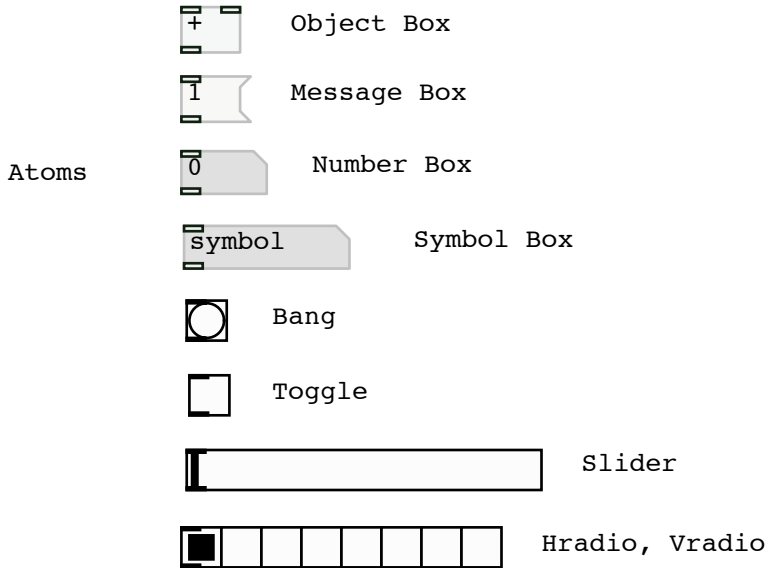 + Object Box
1 Message Box
0 Number Box
Atoms
symbol Symbol Box
Bang
Toggle
Slider
Hradio, Vradio